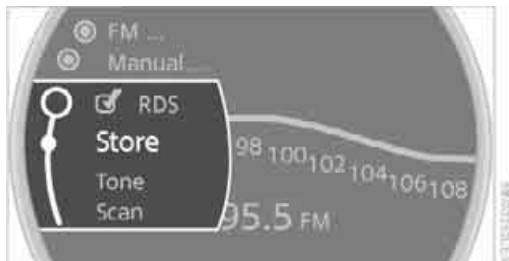 FM ...
Manual ...
RDS
Store
98 100 102 104 106 108
Tone
Scan
95.5 FM